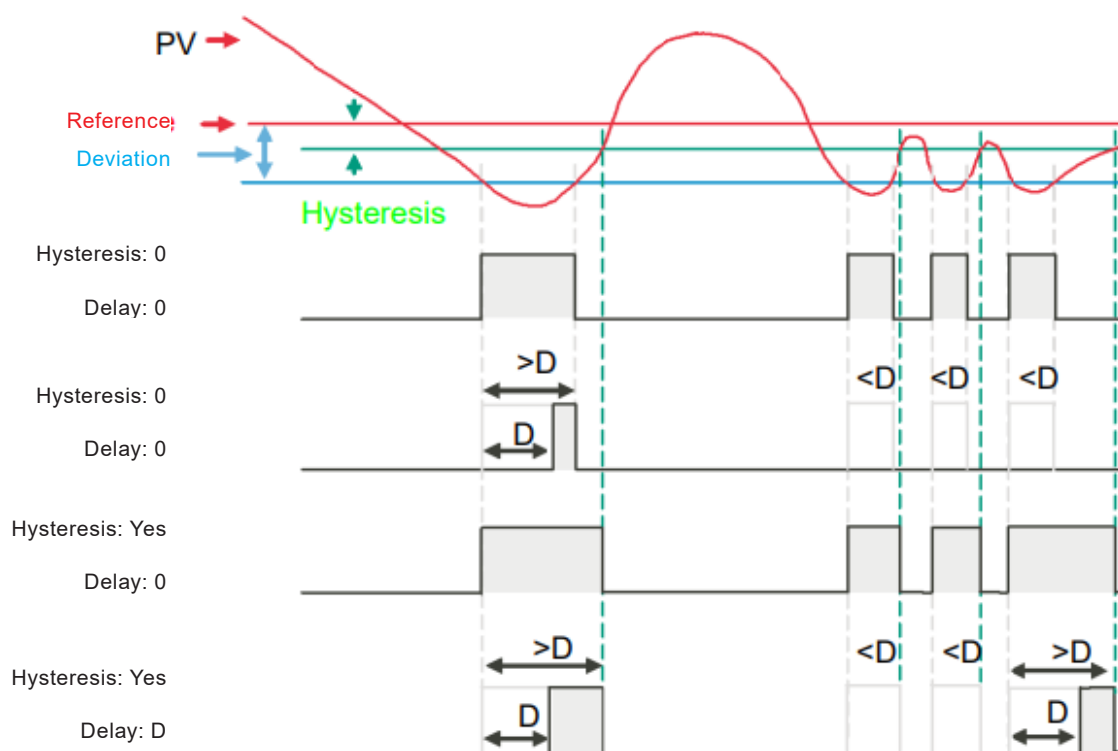 PV
Reference
Deviation
Hysteresis
Hysteresis: 0
Delay: 0
>D
<D <D <D
Hysteresis: 0
D
Delay: 0
Hysteresis: Yes
Delay: 0
>D <D <D >D
Hysteresis: Yes
D D
Delay: D